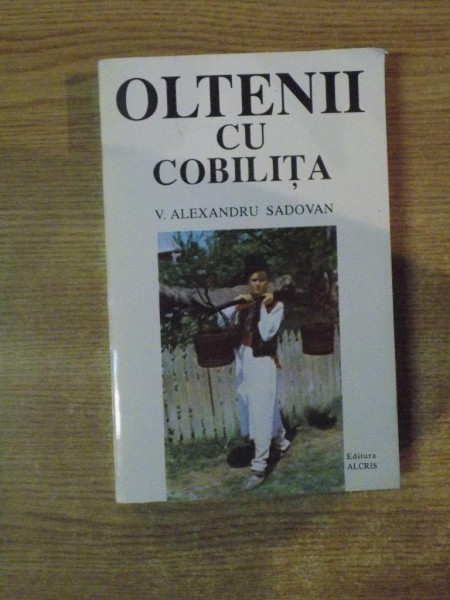 OLTENII
CU
COBILIȚA
V. ALEXANDRU SADOVAN
Editura
ALCRIS